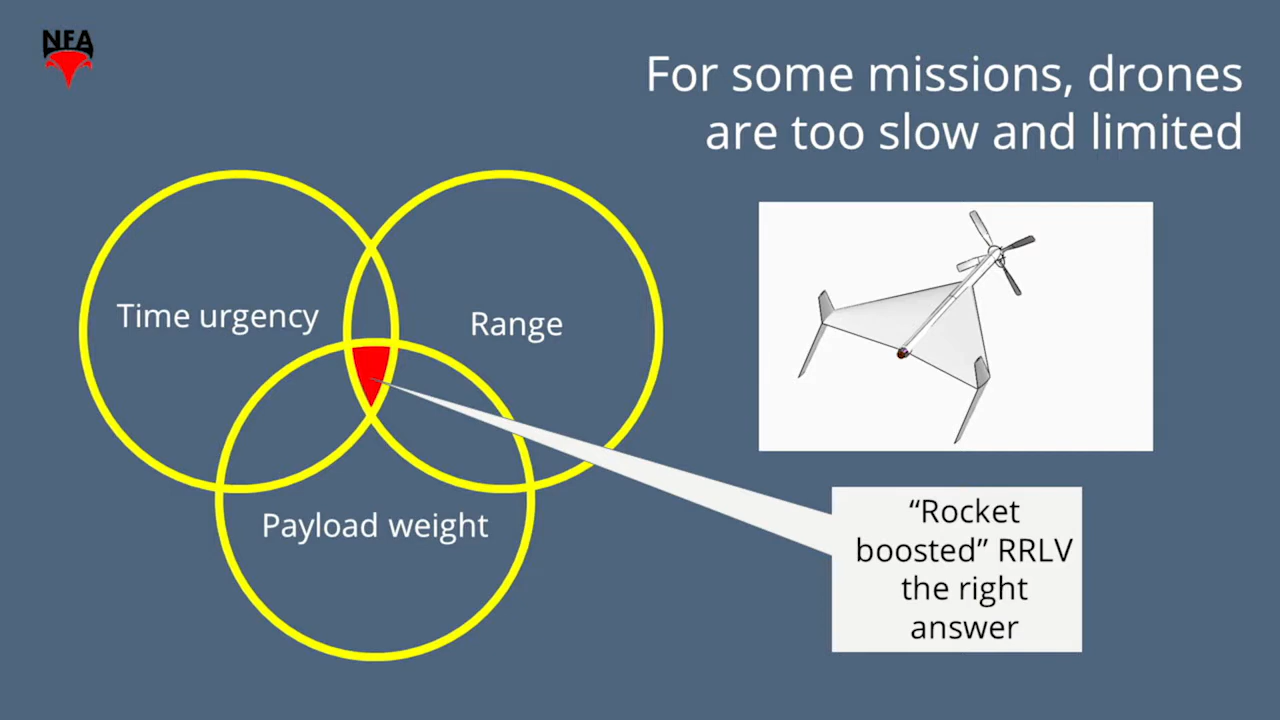 NFA
For some missions, drones
are too slow and limited
Time urgency
Range
Payload weight
“Rocket
boosted” RRLV
the right
answer